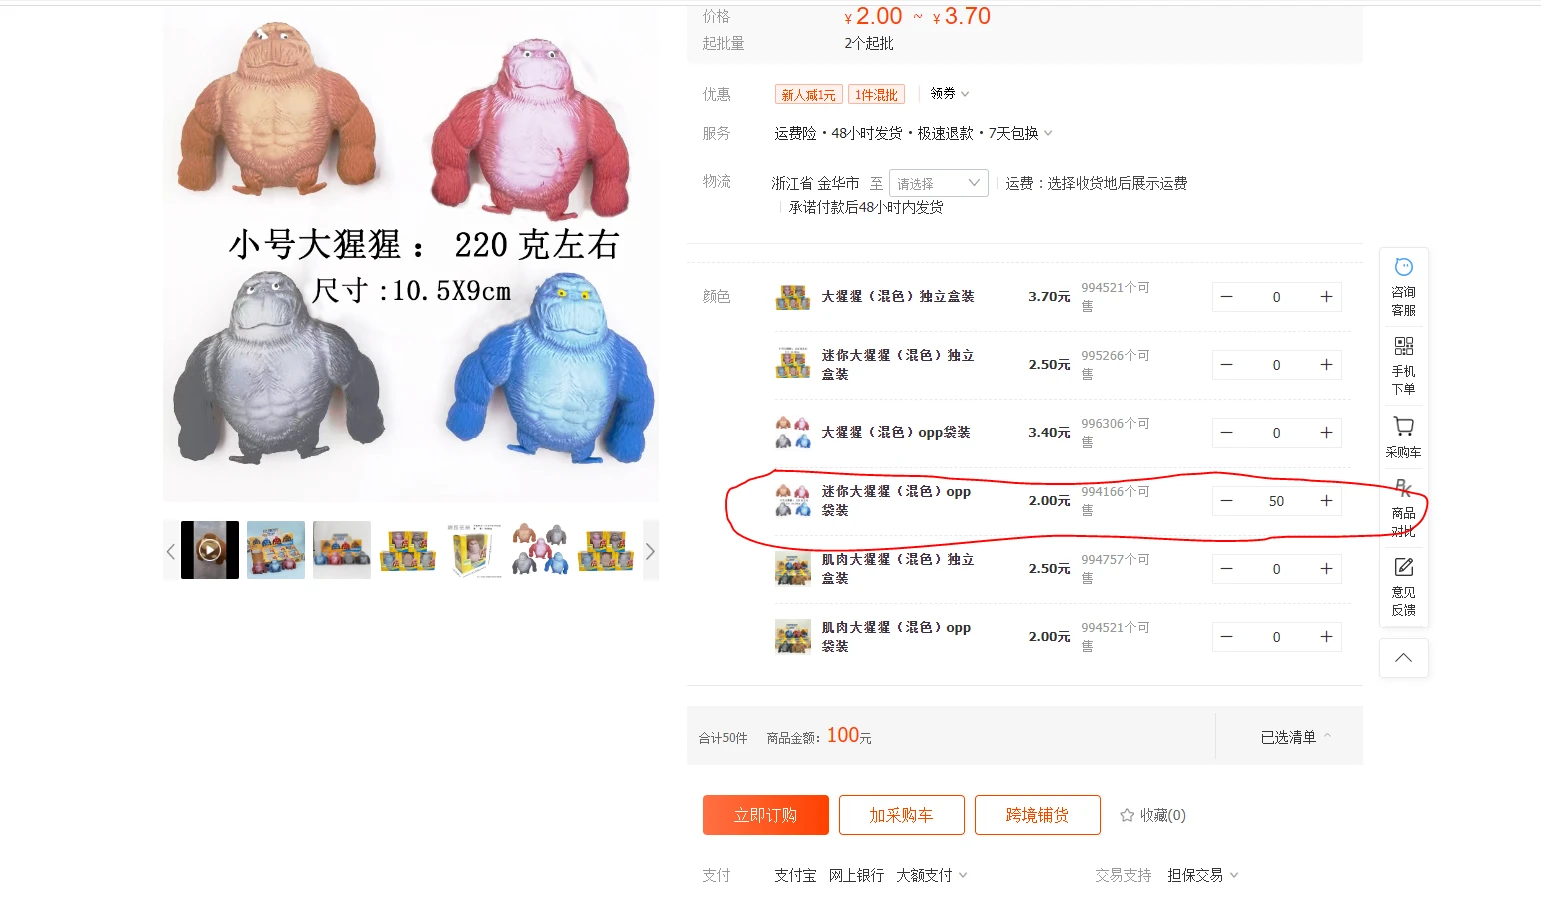 价格 ¥2.00 ~ ¥3.70
起批量 2个起批
优惠 新人减1元 1件混批 领券
服务 运费险·48小时发货·极速退款·7天包换
物流 浙江省 金华市 至 请选择 运费：选择收货地后展示运费
承诺付款后48小时内发货
小号大猩猩： 220 克左右
尺寸 :10.5X9cm
颜色 大猩猩（混色）独立盒装 3.70元 994521个可
售
— 0 +
迷你大猩猩（混色）独立
盒装
2.50元 995266个可
售
— 0 +
大猩猩（混色）opp袋装 3.40元 996306个可
售
— 0 +
迷你大猩猩（混色）opp
袋装
2.00元 994166个可
售
— 50 +
肌肉大猩猩（混色）独立
盒装
2.50元 994757个可
售
— 0 +
肌肉大猩猩（混色）opp
袋装
2.00元 994521个可
售
— 0 +
合计50件 商品金额：100元 已选清单
立即订购 加采购车 跨境铺货 收藏(0)
支付 支付宝 网上银行 大额支付 交易支持 担保交易
咨询
客服
手机
下单
采购车
PK
商品
对比
意见
反馈